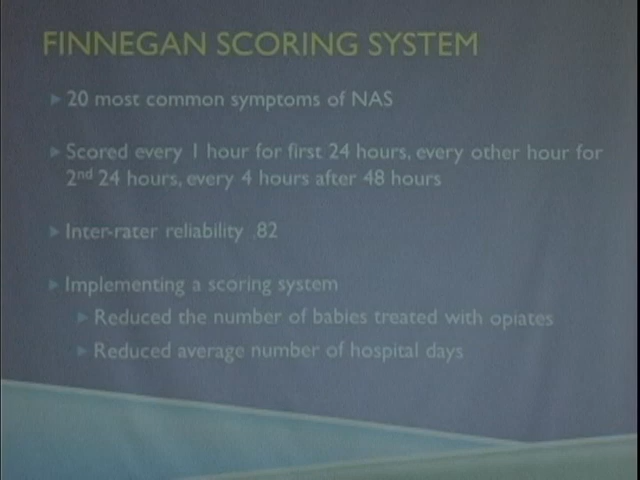 FINNEGAN SCORING SYSTEM
20 most common symptoms of NAS
Scored every 1 hour for first 24 hours, every other hour for
2nd 24 hours, every 4 hours after 48 hours
Inter-rater reliability .82
Implementing a scoring system
Reduced the number of babies treated with opiates
Reduced average number of hospital days